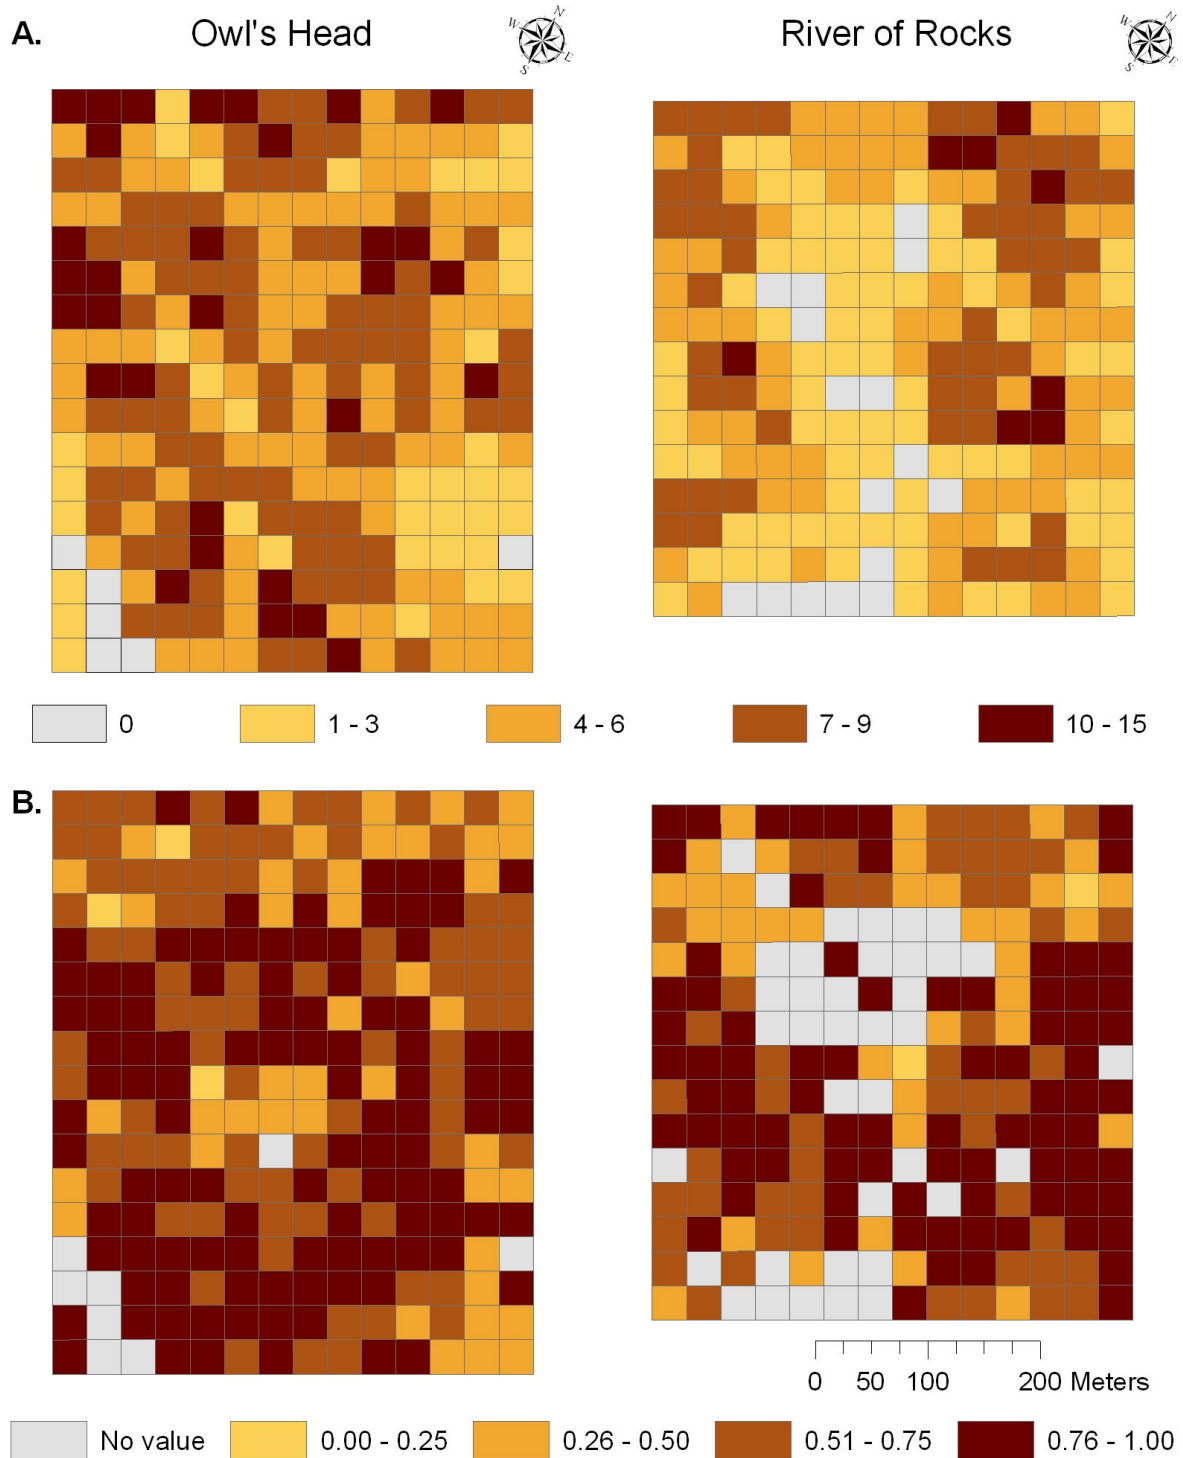 A. Owl's Head River of Rocks
N
W
E
S
N
W
E
S
0 1 - 3 4 - 6 7 - 9 10 - 15
B.
0 50 100 200 Meters
No value 0.00 - 0.25 0.26 - 0.50 0.51 - 0.75 0.76 - 1.00